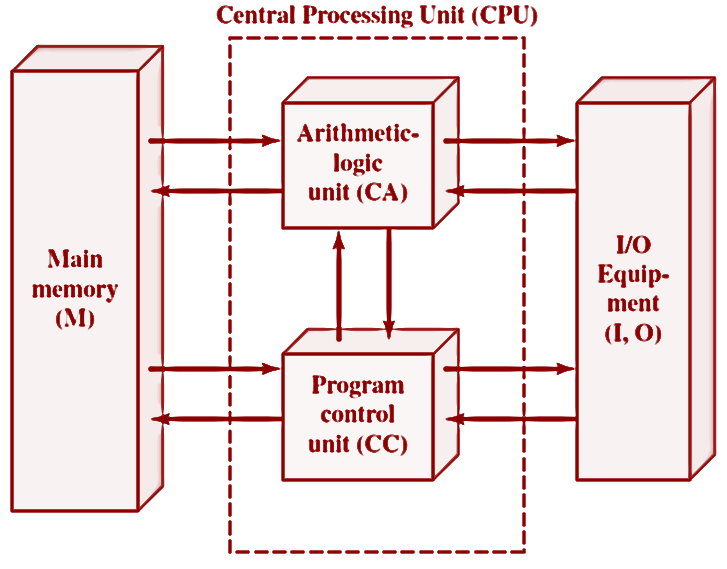 Central Processing Unit (CPU)
Main
memory
(M)
Arithmetic-
logic
unit (CA)
Program
control
unit (CC)
I/O
Equip-
ment
(I, O)